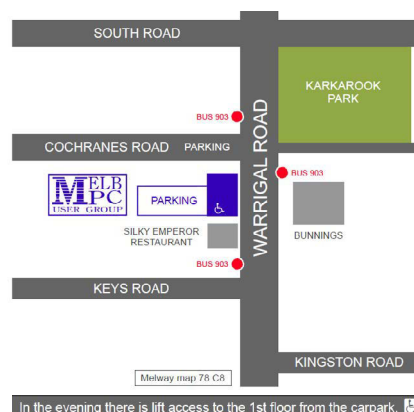 SOUTH ROAD
KARKAROOK
PARK
BUS 903
WARRIGAL ROAD
COCHRANES ROAD PARKING
BUS 903
MELB
PC
USER GROUP
PARKING
SILKY EMPEROR
RESTAURANT
BUNNINGS
BUS 903
KEYS ROAD
KINGSTON ROAD
Melway map 78 C8
In the evening there is lift access to the 1st floor from the carpark